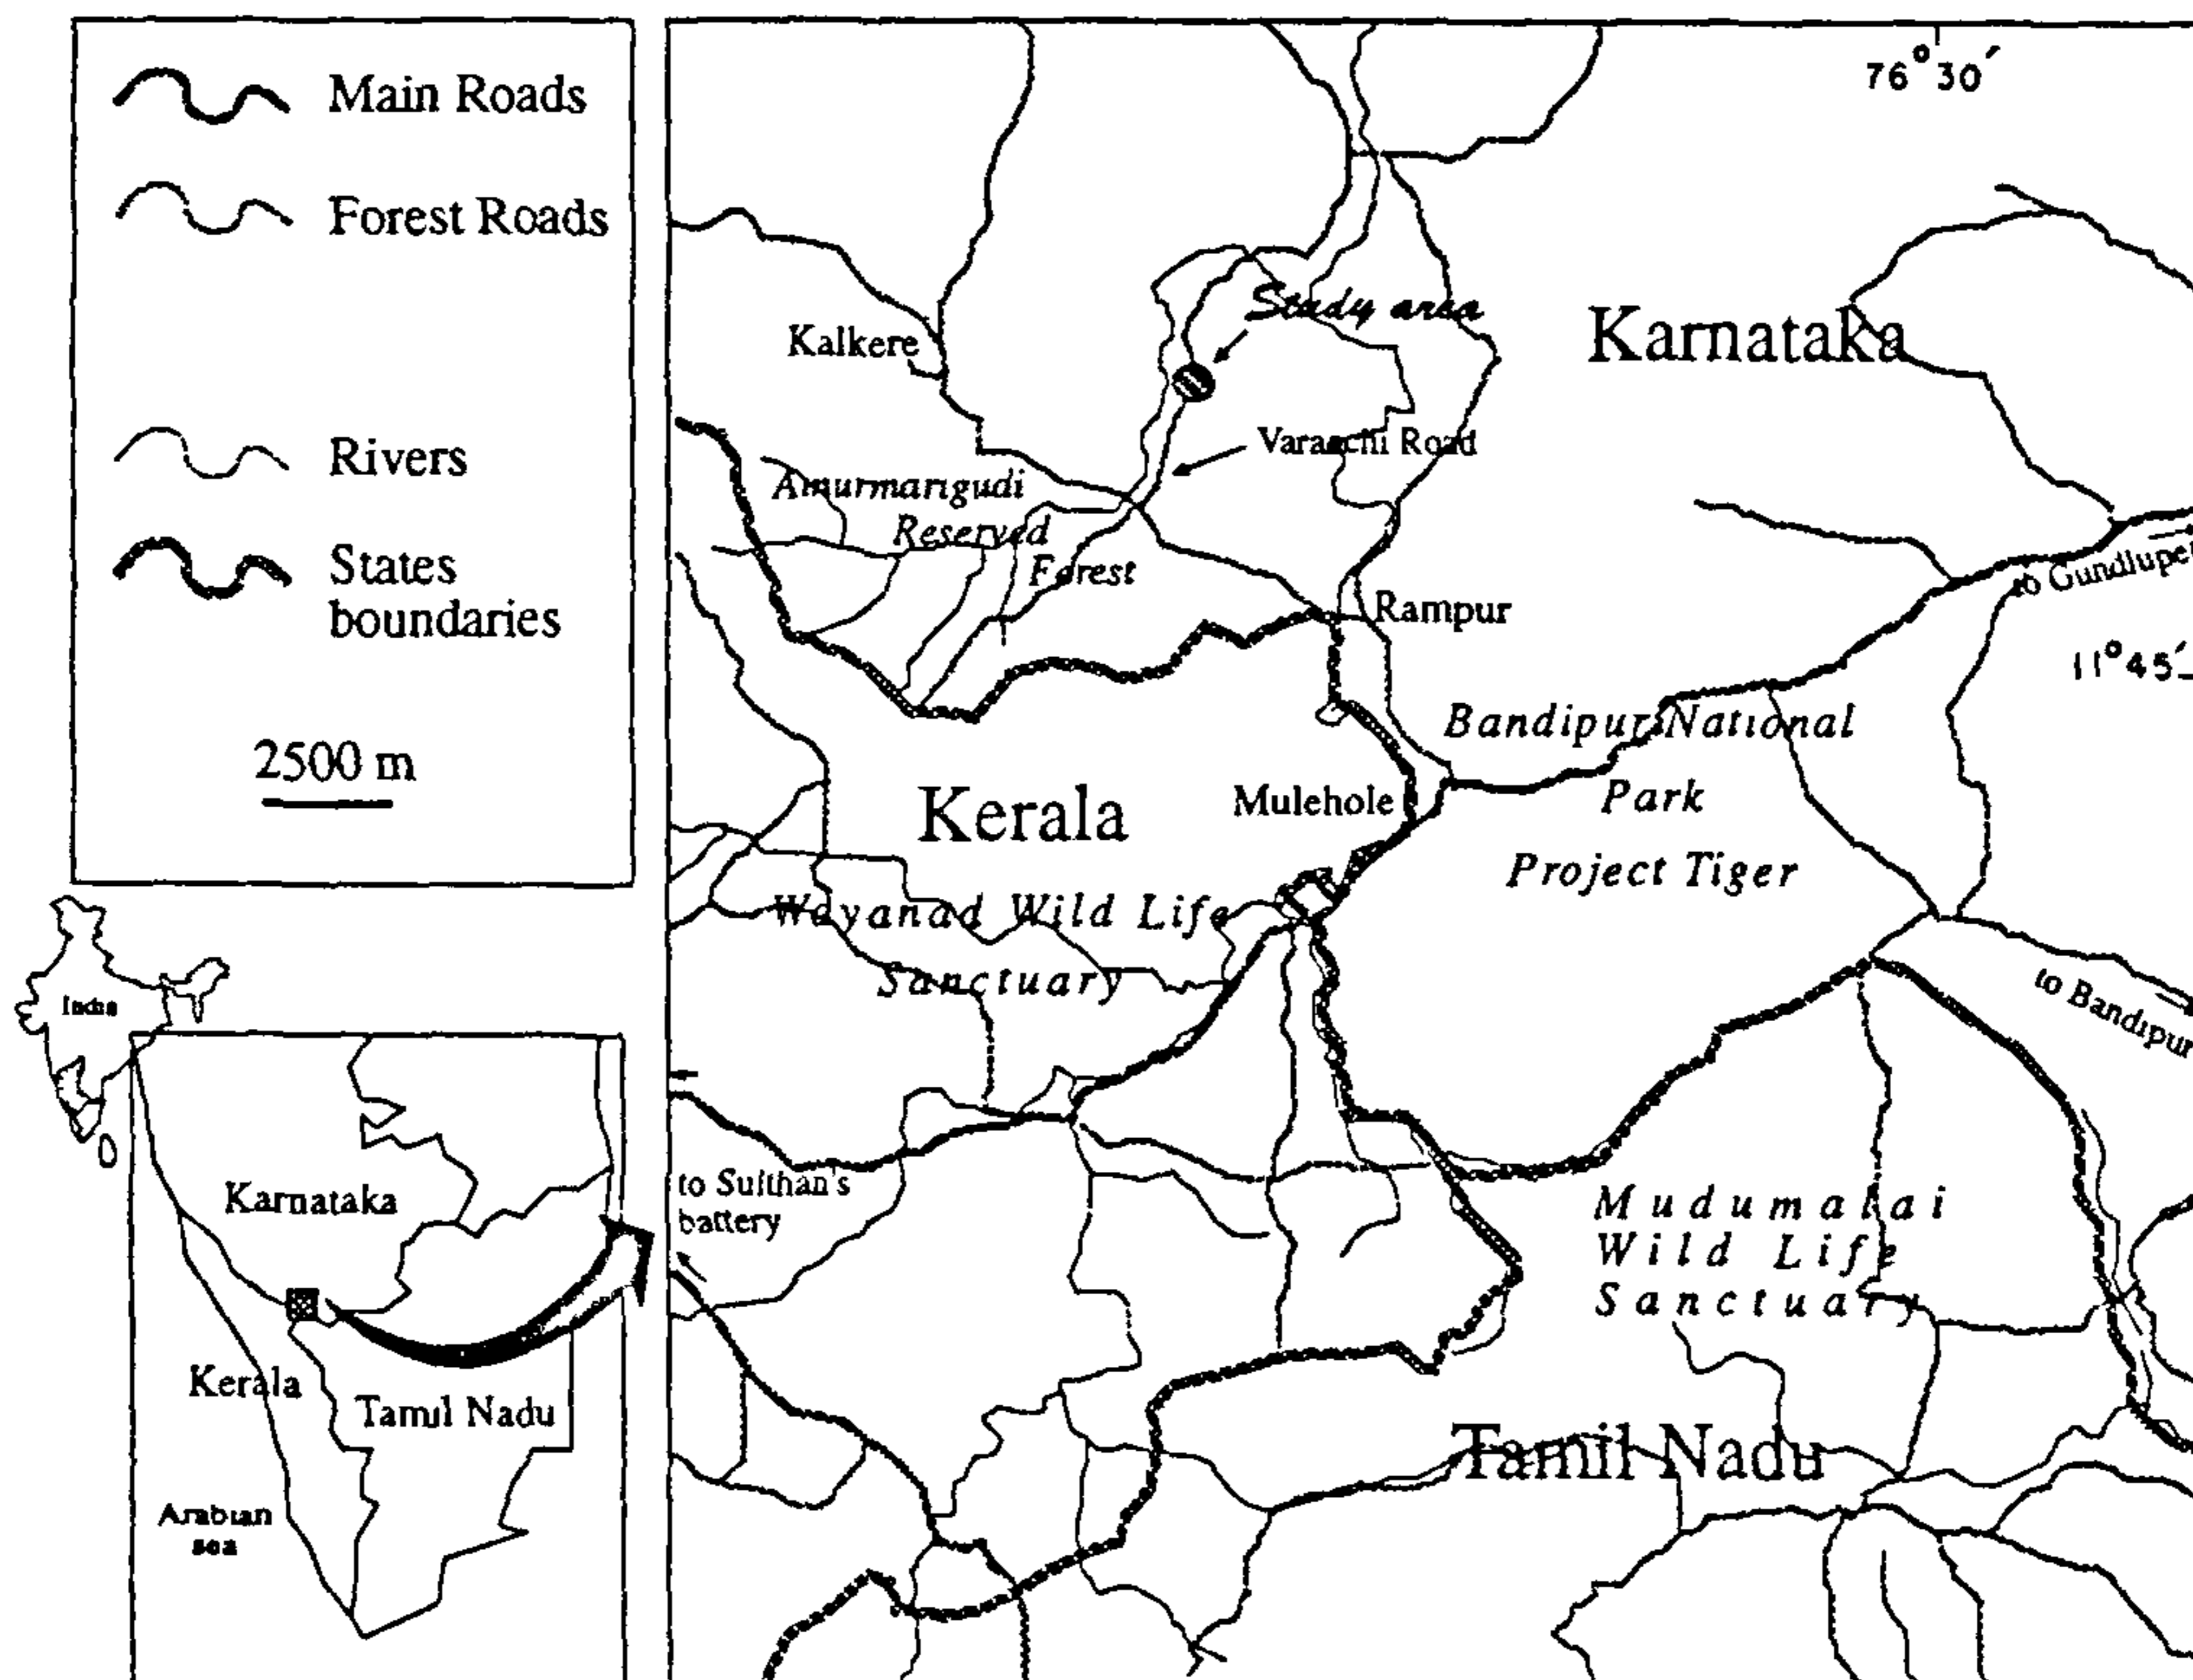 Main Roads
Forest Roads
Rivers
States
boundaries
2500 m
India
Karnataka
Kerala
Tamil Nadu
Arabian
sea
76°30′
Study area
Karnataka
Kalkere
Road
Amurmarigudi
Reserved
Forest
to Gundlupet
Rampur
11°45′
Bandipur National
Park
Project Tiger
Kerala
Mulehole
Wayanad Wild Life
Sanctuary
to Bandipur
to Sulthan's
battery
Mudumalai
Wild Life
Sanctuary
Tamil Nadu